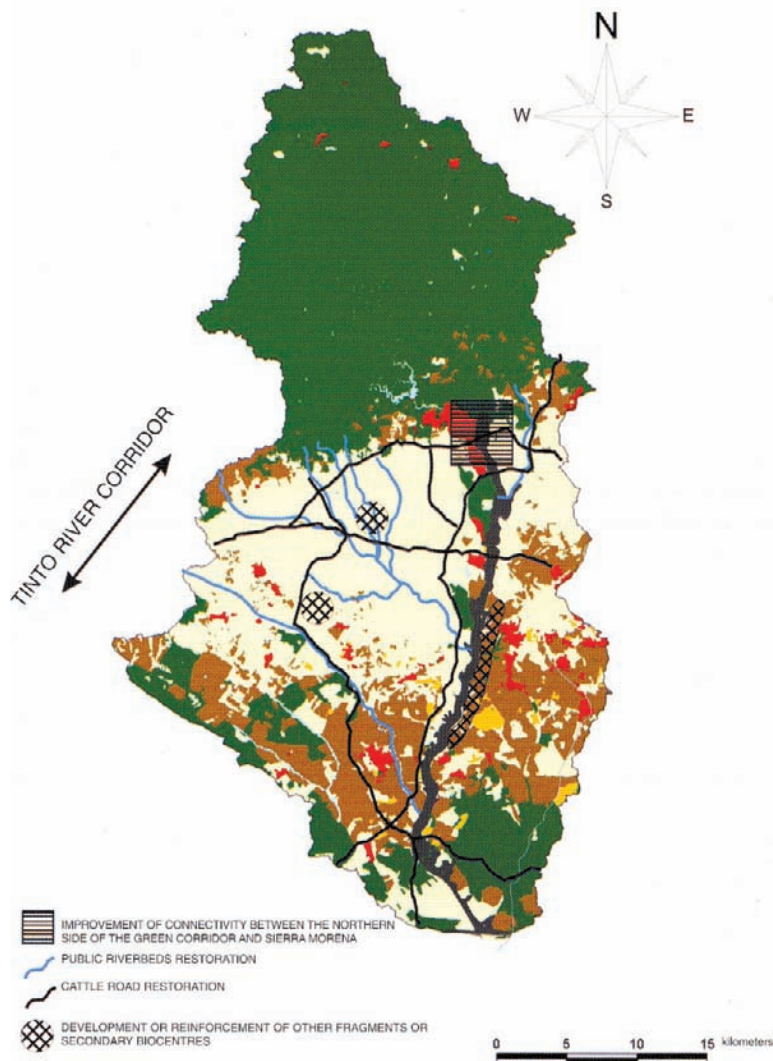 N
W
E
S
TINTO RIVER CORRIDOR
IMPROVEMENT OF CONNECTIVITY BETWEEN THE NORTHERN
SIDE OF THE GREEN CORRIDOR AND SIERRA MORENA
PUBLIC RIVERBEDS RESTORATION
CATTLE ROAD RESTORATION
DEVELOPMENT OR REINFORCEMENT OF OTHER FRAGMENTS OR
SECONDARY BIOCENTRES
0 5 10 15 kilometers